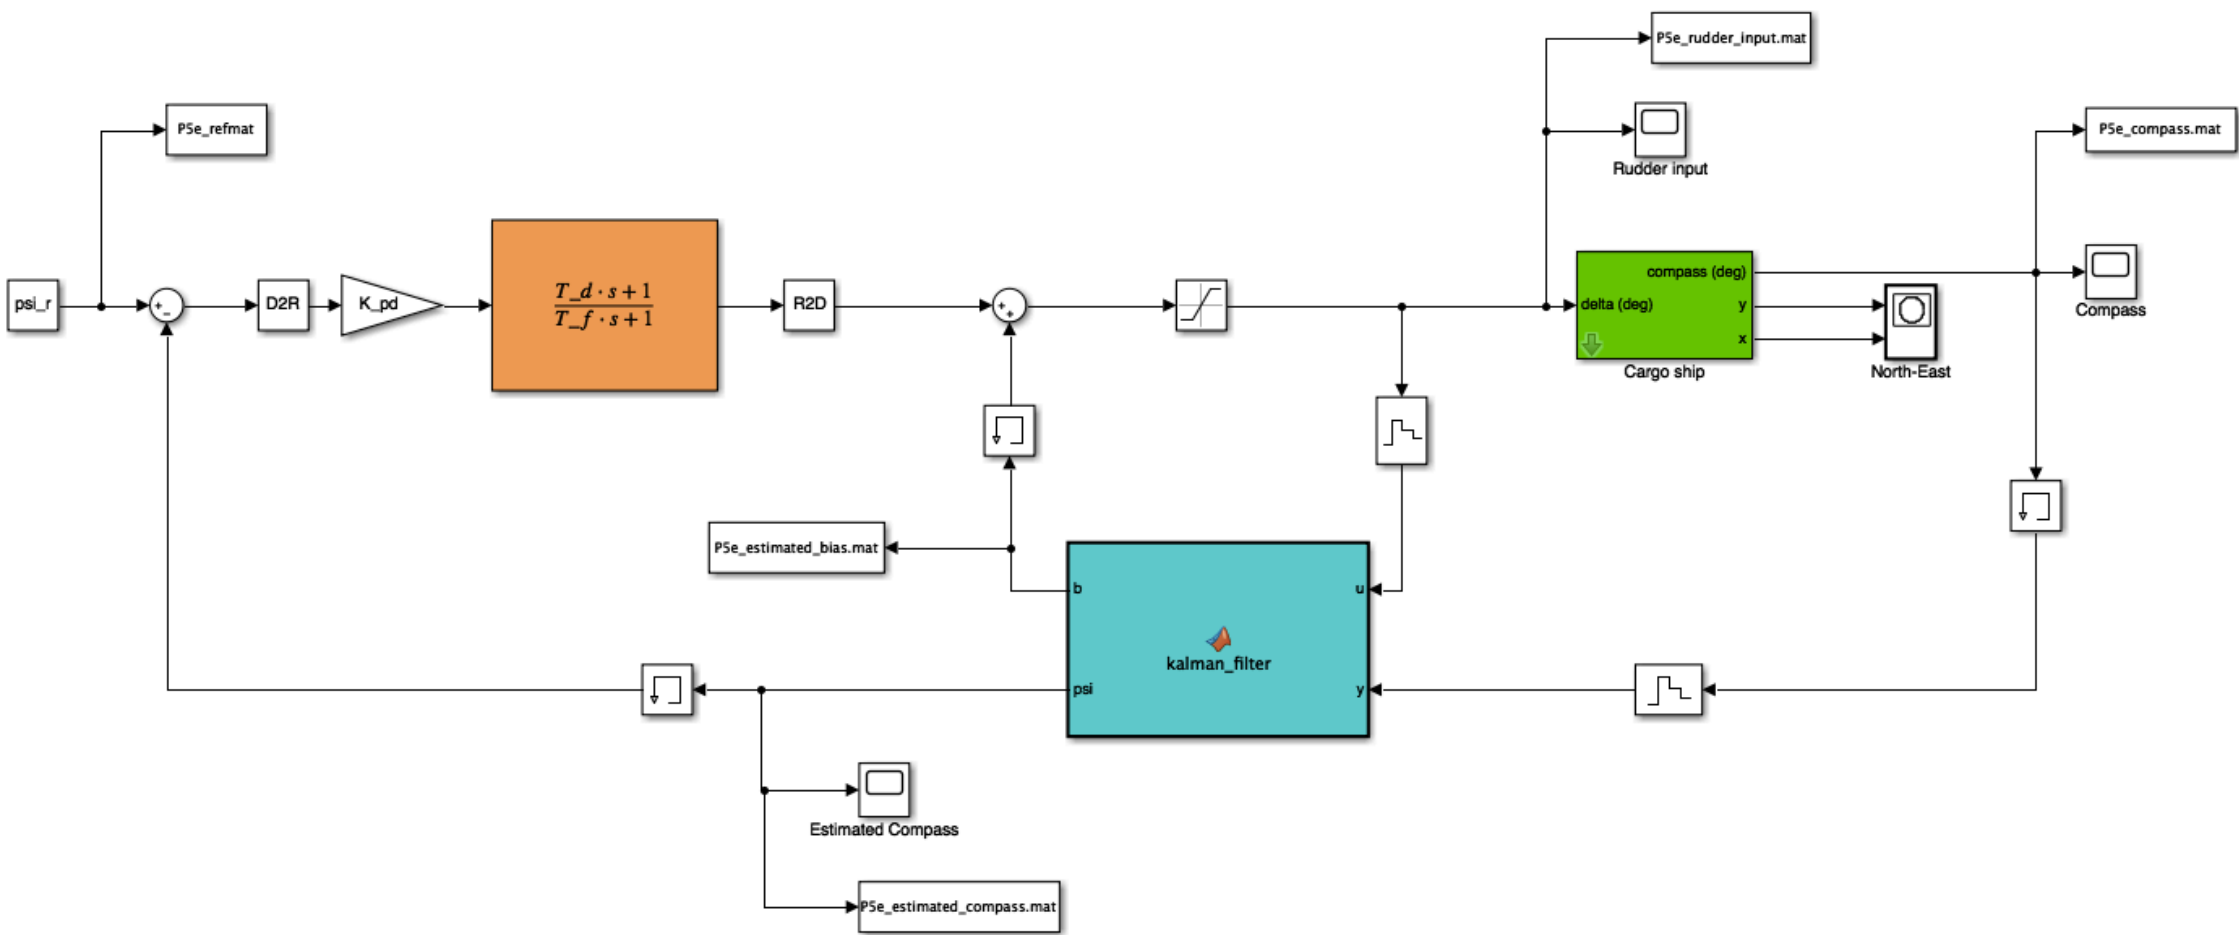 P5e_rudder_input.mat
P5e_refmat
Rudder input
P5e_compass.mat
psi_r
+
−
D2R
K_pd
T_d · s + 1
T_f · s + 1
R2D
+
+
compass (deg)
delta (deg)
y
x
Cargo ship
North-East
Compass
P5e_estimated_bias.mat
b
u
kalman_filter
psi
y
Estimated Compass
P5e_estimated_compass.mat